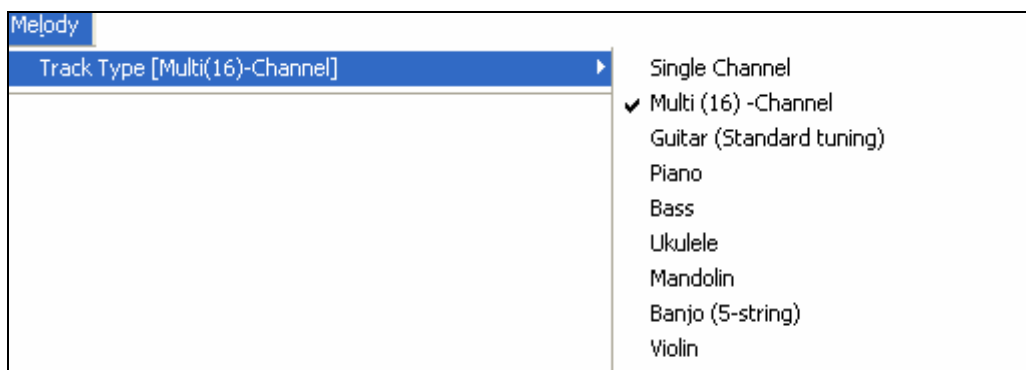 Melody
Track Type [Multi(16)-Channel]
Single Channel
Multi (16) -Channel
Guitar (Standard tuning)
Piano
Bass
Ukulele
Mandolin
Banjo (5-string)
Violin